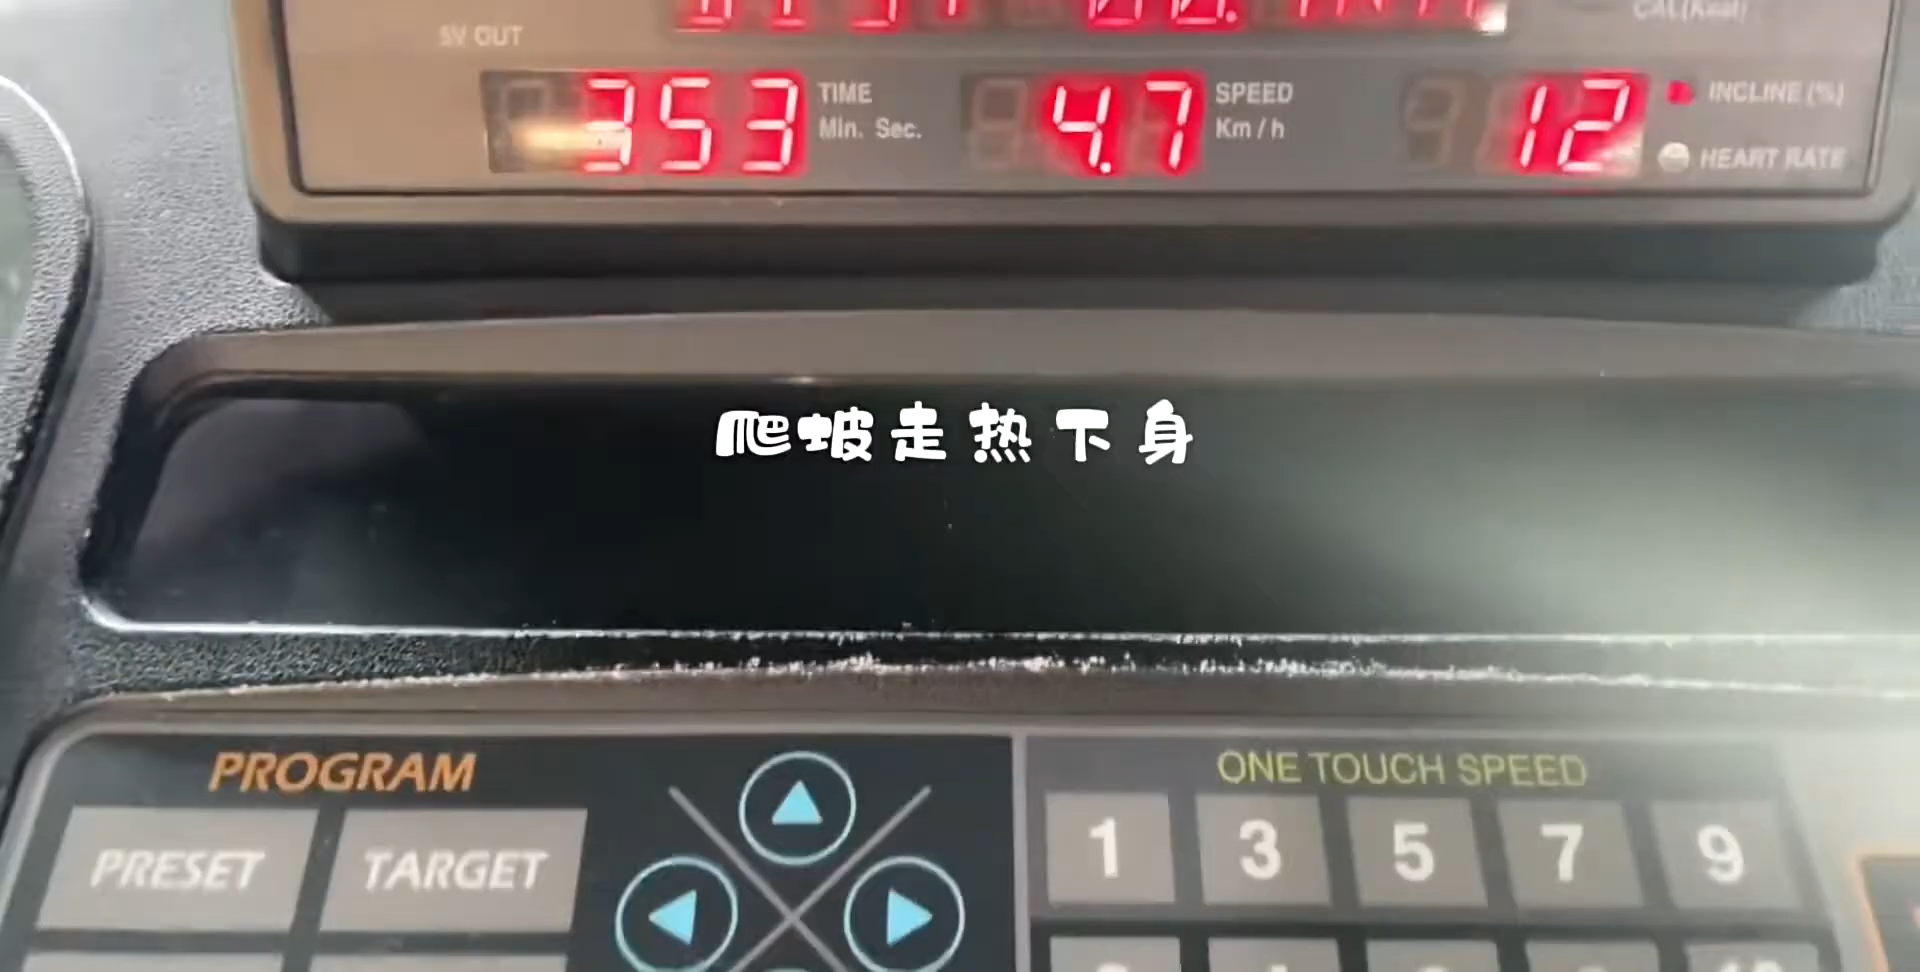 5V OUT
353 TIME Min. Sec.
4.7 SPEED Km/h
12 INCLINE (%)
HEART RATE
爬坡走热下身
PROGRAM
PRESET TARGET
ONE TOUCH SPEED
1 3 5 7 9